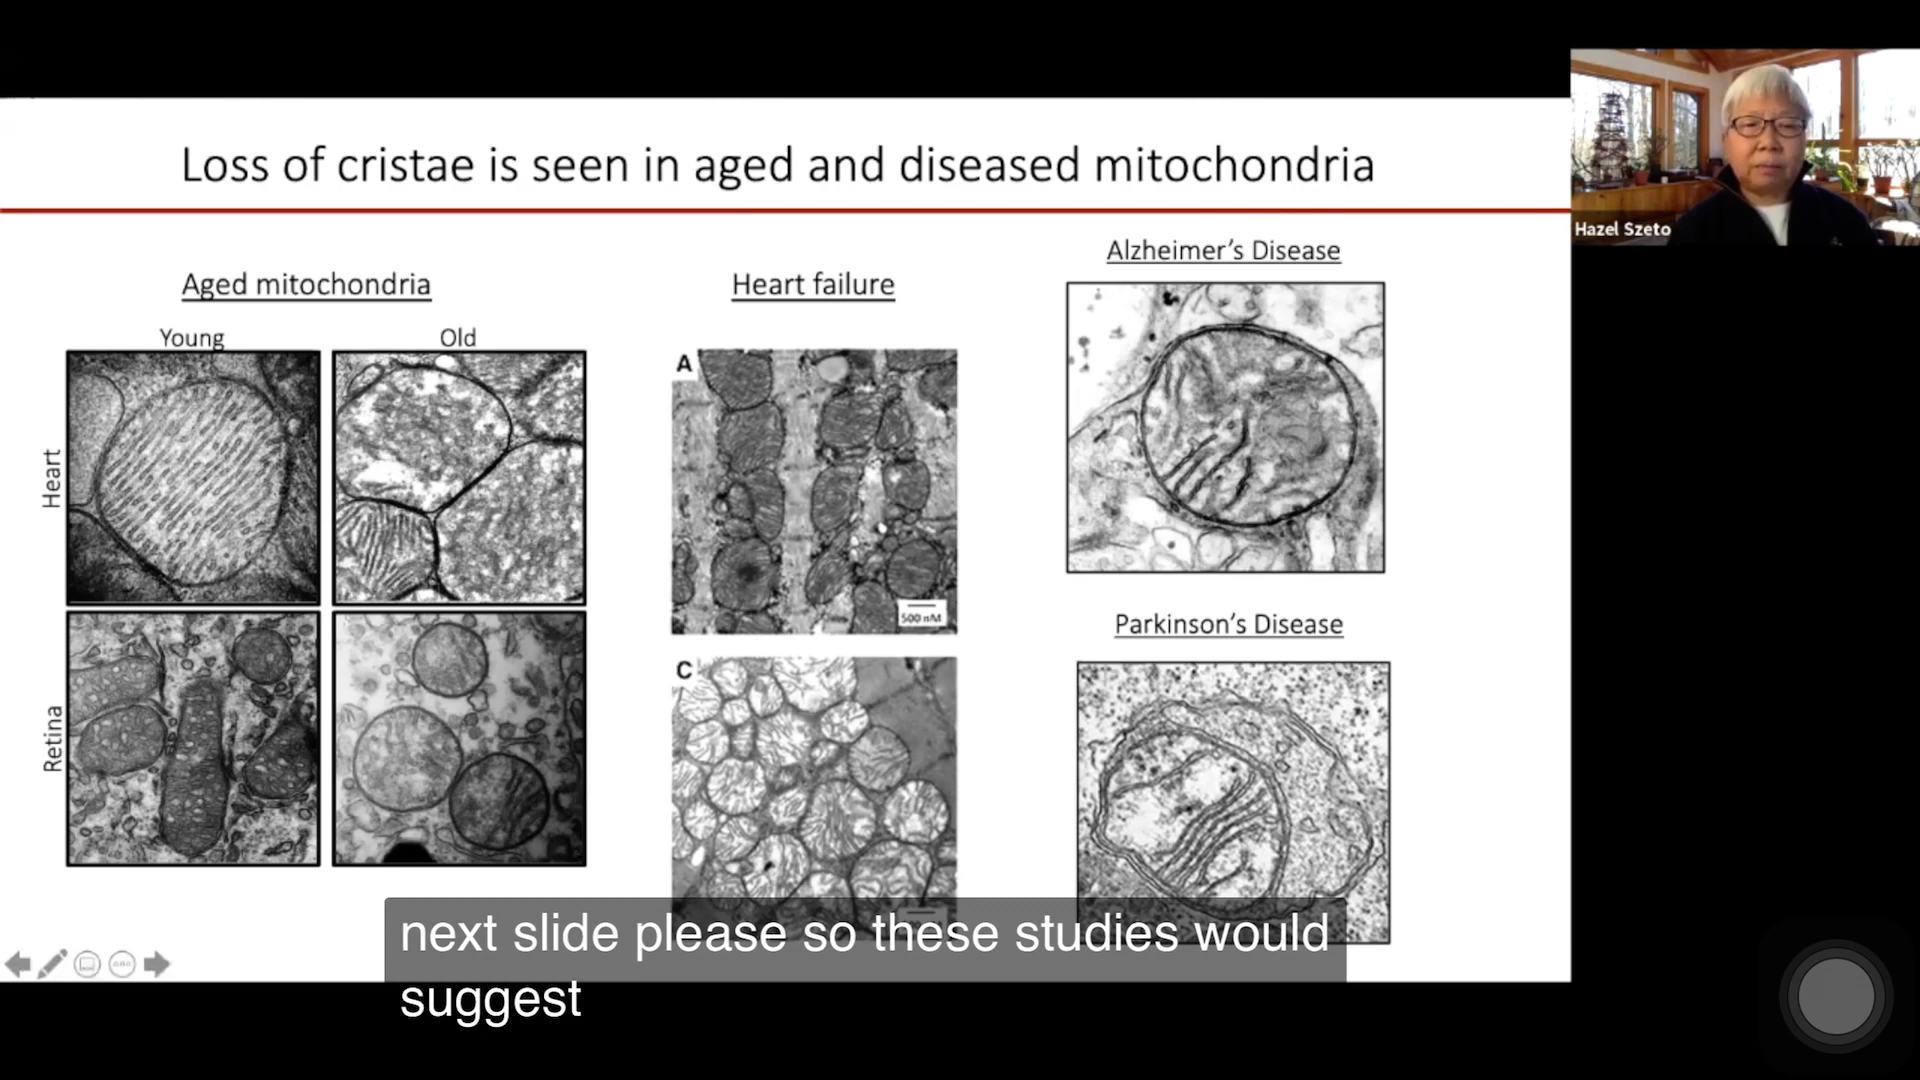 Loss of cristae is seen in aged and diseased mitochondria
Hazel Szeto
Aged mitochondria
Young
Old
Heart
Retina
Heart failure
A
500 nM
C
Alzheimer's Disease
Parkinson's Disease
next slide please so these studies would
suggest